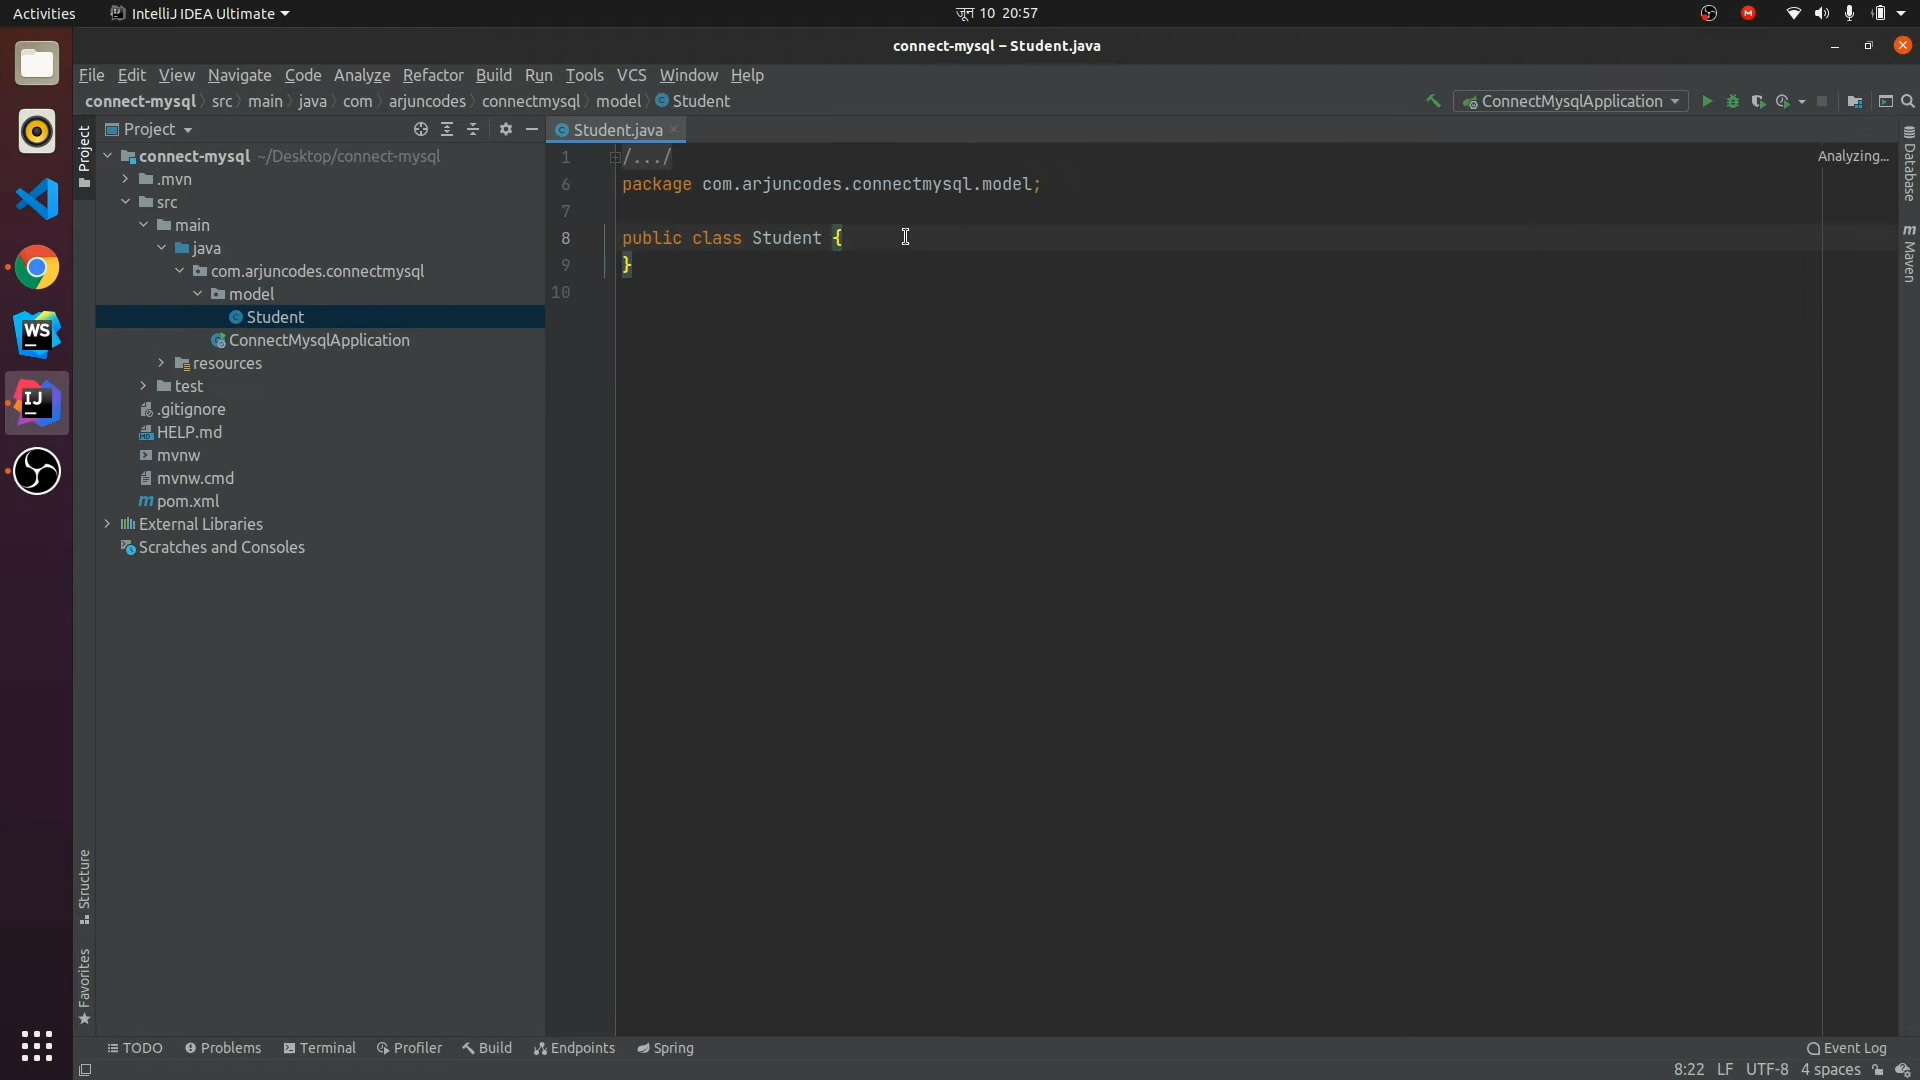 Activities
IntelliJ IDEA Ultimate
जून 10 20:57
connect-mysql – Student.java
File Edit View Navigate Code Analyze Refactor Build Run Tools VCS Window Help
connect-mysql src main java com arjuncodes connectmysql model Student
ConnectMysqlApplication
Project
Project
Student.java
connect-mysql ~/Desktop/connect-mysql
.mvn
src
main
java
com.arjuncodes.connectmysql
model
Student
ConnectMysqlApplication
resources
test
.gitignore
HELP.md
mvnw
mvnw.cmd
pom.xml
External Libraries
Scratches and Consoles
1 /.../
6 package com.arjuncodes.connectmysql.model;
7
8 public class Student {
9 }
10
Analyzing...
Database
Maven
WS
IJ
Structure
Favorites
TODO Problems Terminal Profiler Build Endpoints Spring
Event Log
8:22 LF UTF-8 4 spaces